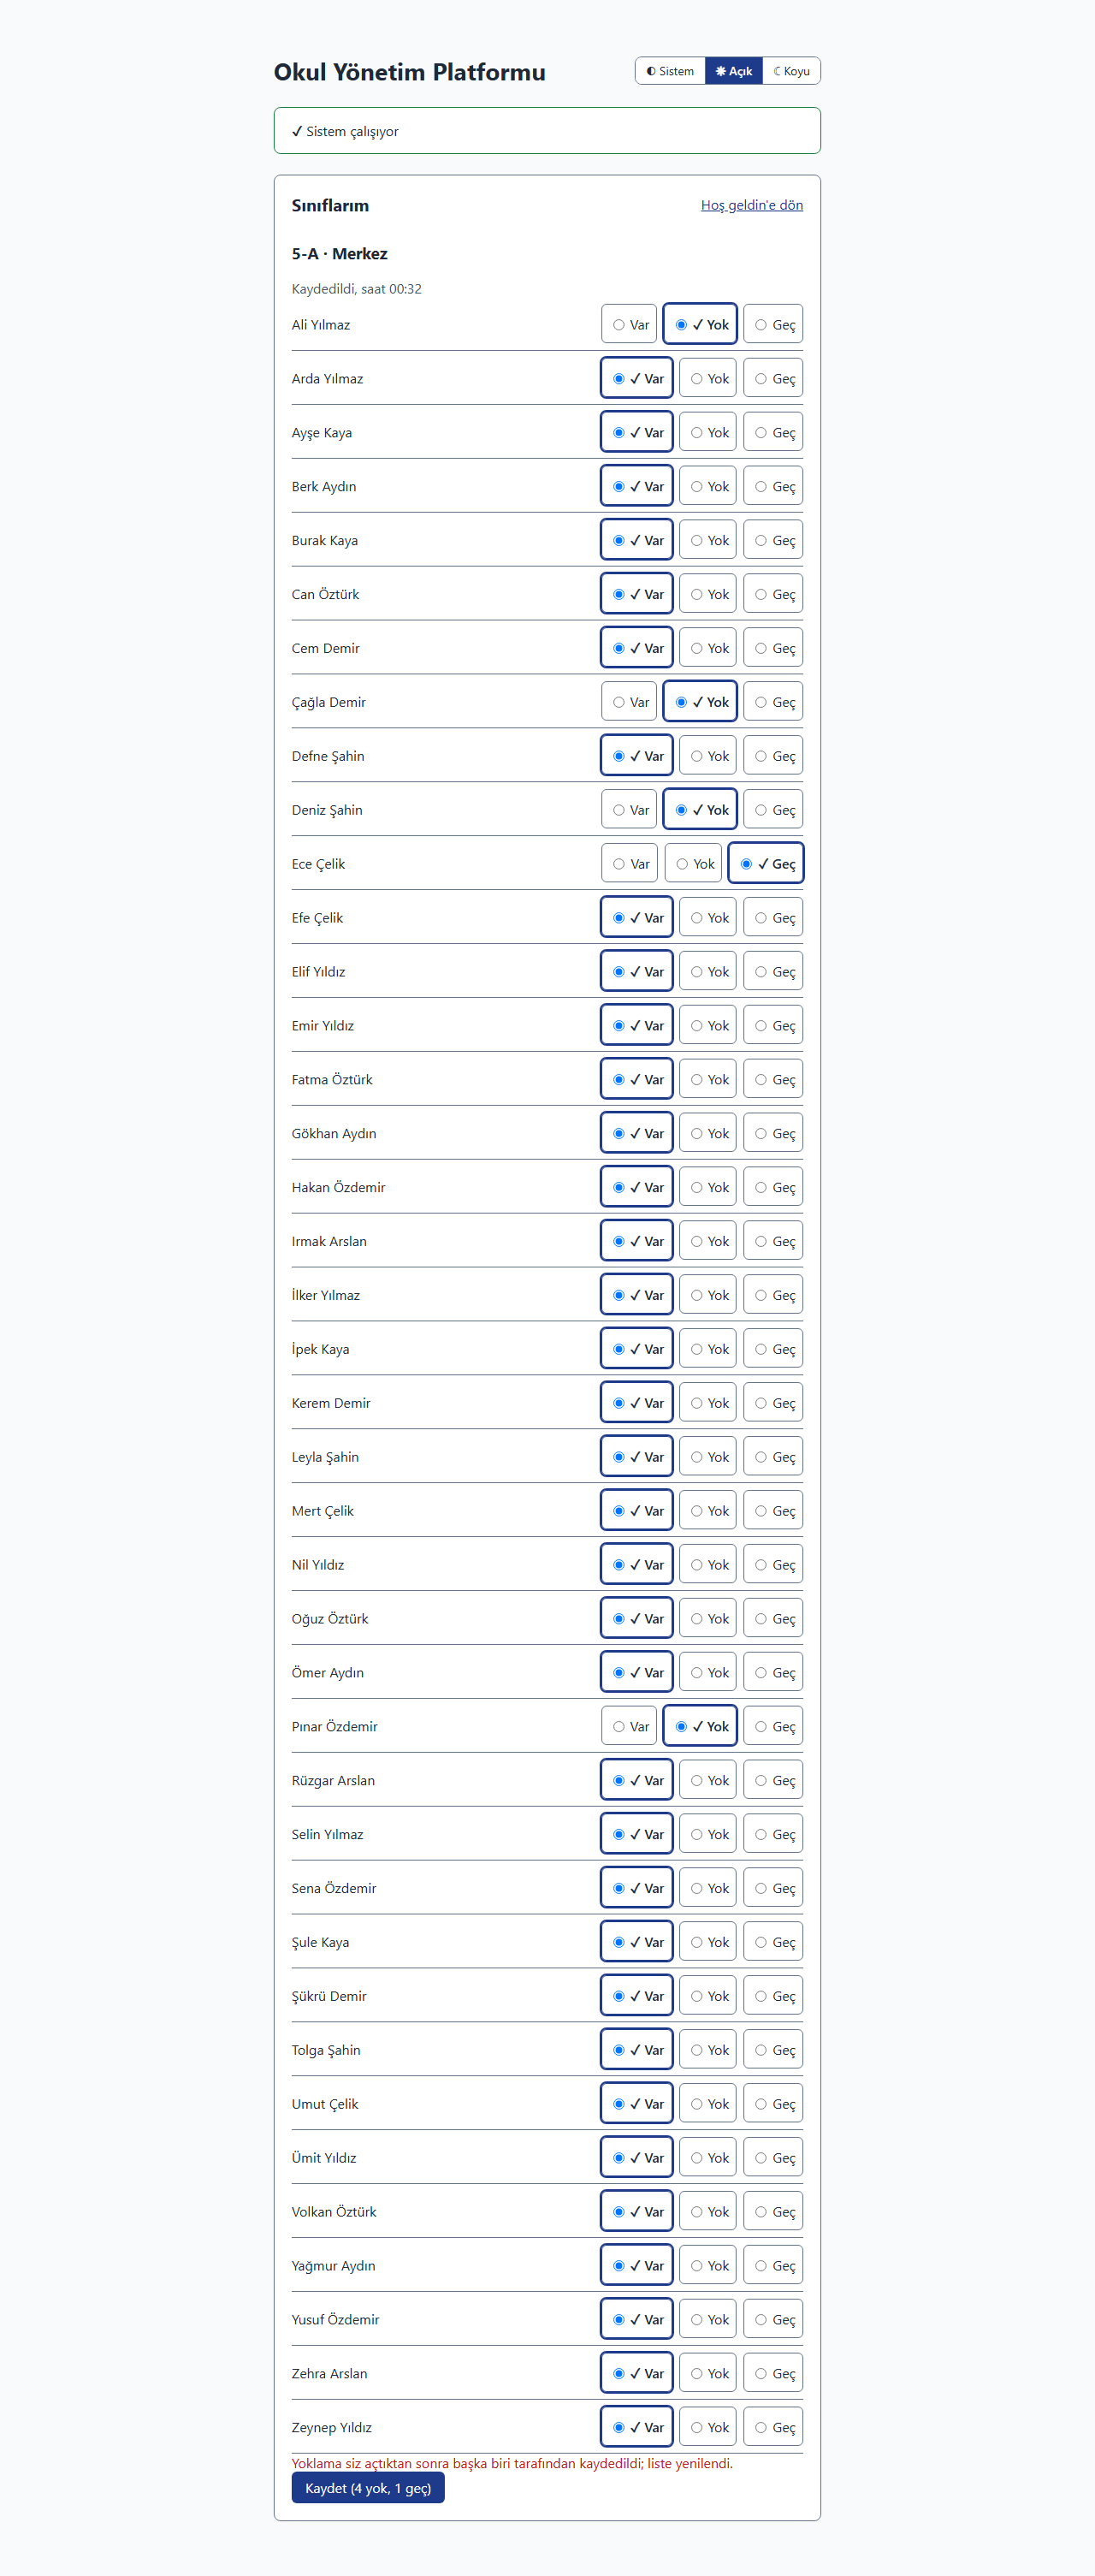 Okul Yönetim Platformu
◐ Sistem ☀ Açık ☾ Koyu
✓ Sistem çalışıyor
Sınıflarım Hoş geldin'e dön
5-A · Merkez
Kaydedildi, saat 00:32
Ali Yılmaz Var ✓ Yok Geç
Arda Yılmaz ✓ Var Yok Geç
Ayşe Kaya ✓ Var Yok Geç
Berk Aydın ✓ Var Yok Geç
Burak Kaya ✓ Var Yok Geç
Can Öztürk ✓ Var Yok Geç
Cem Demir ✓ Var Yok Geç
Çağla Demir Var ✓ Yok Geç
Defne Şahin ✓ Var Yok Geç
Deniz Şahin Var ✓ Yok Geç
Ece Çelik Var Yok ✓ Geç
Efe Çelik ✓ Var Yok Geç
Elif Yıldız ✓ Var Yok Geç
Emir Yıldız ✓ Var Yok Geç
Fatma Öztürk ✓ Var Yok Geç
Gökhan Aydın ✓ Var Yok Geç
Hakan Özdemir ✓ Var Yok Geç
Irmak Arslan ✓ Var Yok Geç
İlker Yılmaz ✓ Var Yok Geç
İpek Kaya ✓ Var Yok Geç
Kerem Demir ✓ Var Yok Geç
Leyla Şahin ✓ Var Yok Geç
Mert Çelik ✓ Var Yok Geç
Nil Yıldız ✓ Var Yok Geç
Oğuz Öztürk ✓ Var Yok Geç
Ömer Aydın ✓ Var Yok Geç
Pınar Özdemir Var ✓ Yok Geç
Rüzgar Arslan ✓ Var Yok Geç
Selin Yılmaz ✓ Var Yok Geç
Sena Özdemir ✓ Var Yok Geç
Şule Kaya ✓ Var Yok Geç
Şükrü Demir ✓ Var Yok Geç
Tolga Şahin ✓ Var Yok Geç
Umut Çelik ✓ Var Yok Geç
Ümit Yıldız ✓ Var Yok Geç
Volkan Öztürk ✓ Var Yok Geç
Yağmur Aydın ✓ Var Yok Geç
Yusuf Özdemir ✓ Var Yok Geç
Zehra Arslan ✓ Var Yok Geç
Zeynep Yıldız ✓ Var Yok Geç
Yoklama siz açtıktan sonra başka biri tarafından kaydedildi; liste yenilendi.
Kaydet (4 yok, 1 geç)